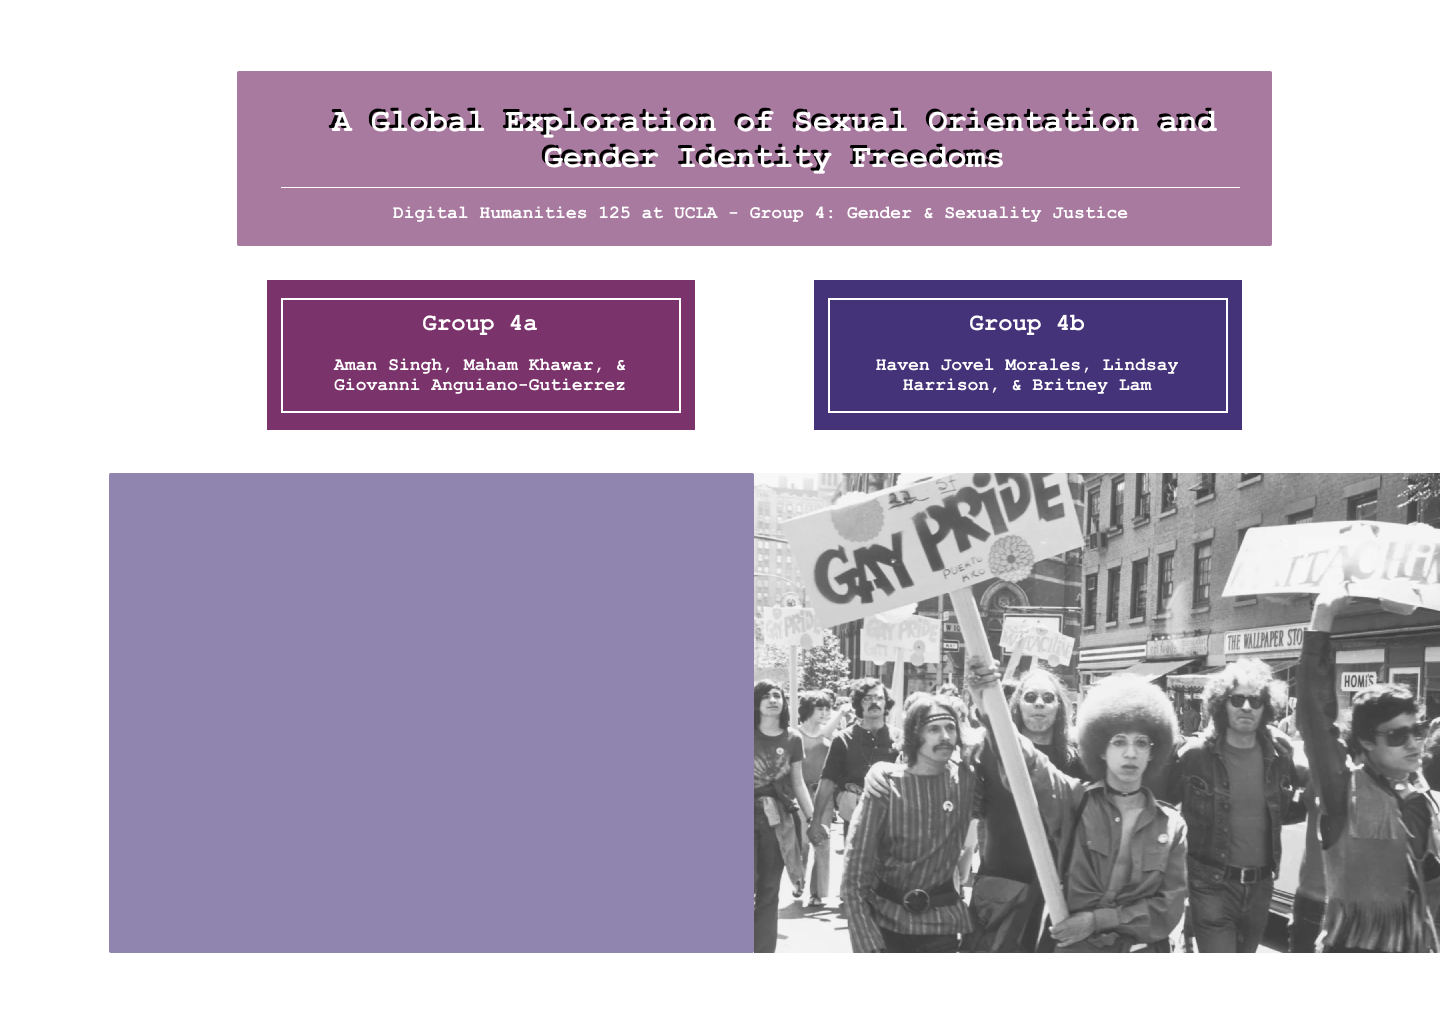 A Global Exploration of Sexual Orientation and
Gender Identity Freedoms
Digital Humanities 125 at UCLA - Group 4: Gender & Sexuality Justice
Group 4a
Aman Singh, Maham Khawar, &
Giovanni Anguiano-Gutierrez
Group 4b
Haven Jovel Morales, Lindsay
Harrison, & Britney Lam
GAY PRIDE
PUERTO
RICO
GAY PRIDE
GAY PRIDE
THE WALLPAPER STO
HOMI'S